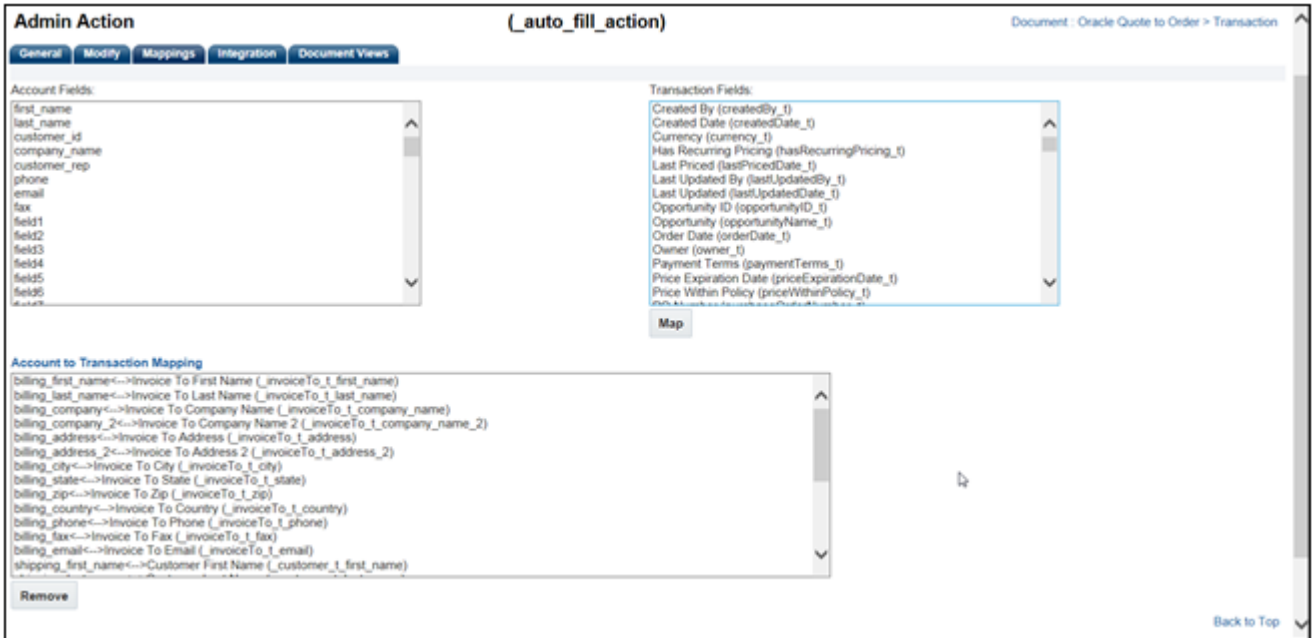 Admin Action
(_auto_fill_action)
Document : Oracle Quote to Order > Transaction
General Modify Mappings Integration Document Views
Account Fields:
first_name
last_name
customer_id
company_name
customer_rep
phone
email
fax
field1
field2
field3
field4
field5
field6
Transaction Fields:
Created By (createdBy_t)
Created Date (createdDate_t)
Currency (currency_t)
Has Recurring Pricing (hasRecurringPricing_t)
Last Priced (lastPricedDate_t)
Last Updated By (lastUpdatedBy_t)
Last Updated (lastUpdatedDate_t)
Opportunity ID (opportunityID_t)
Opportunity (opportunityName_t)
Order Date (orderDate_t)
Owner (owner_t)
Payment Terms (paymentTerms_t)
Price Expiration Date (priceExpirationDate_t)
Price Within Policy (priceWithinPolicy_t)
Map
Account to Transaction Mapping
billing_first_name<-->Invoice To First Name (_invoiceTo_t_first_name)
billing_last_name<-->Invoice To Last Name (_invoiceTo_t_last_name)
billing_company<-->Invoice To Company Name (_invoiceTo_t_company_name)
billing_company_2<-->Invoice To Company Name 2 (_invoiceTo_t_company_name_2)
billing_address<-->Invoice To Address (_invoiceTo_t_address)
billing_address_2<-->Invoice To Address 2 (_invoiceTo_t_address_2)
billing_city<-->Invoice To City (_invoiceTo_t_city)
billing_state<-->Invoice To State (_invoiceTo_t_state)
billing_zip<-->Invoice To Zip (_invoiceTo_t_zip)
billing_country<-->Invoice To Country (_invoiceTo_t_country)
billing_phone<-->Invoice To Phone (_invoiceTo_t_phone)
billing_fax<-->Invoice To Fax (_invoiceTo_t_fax)
billing_email<-->Invoice To Email (_invoiceTo_t_email)
shipping_first_name<-->Customer First Name (_customer_t_first_name)
Remove
Back to Top